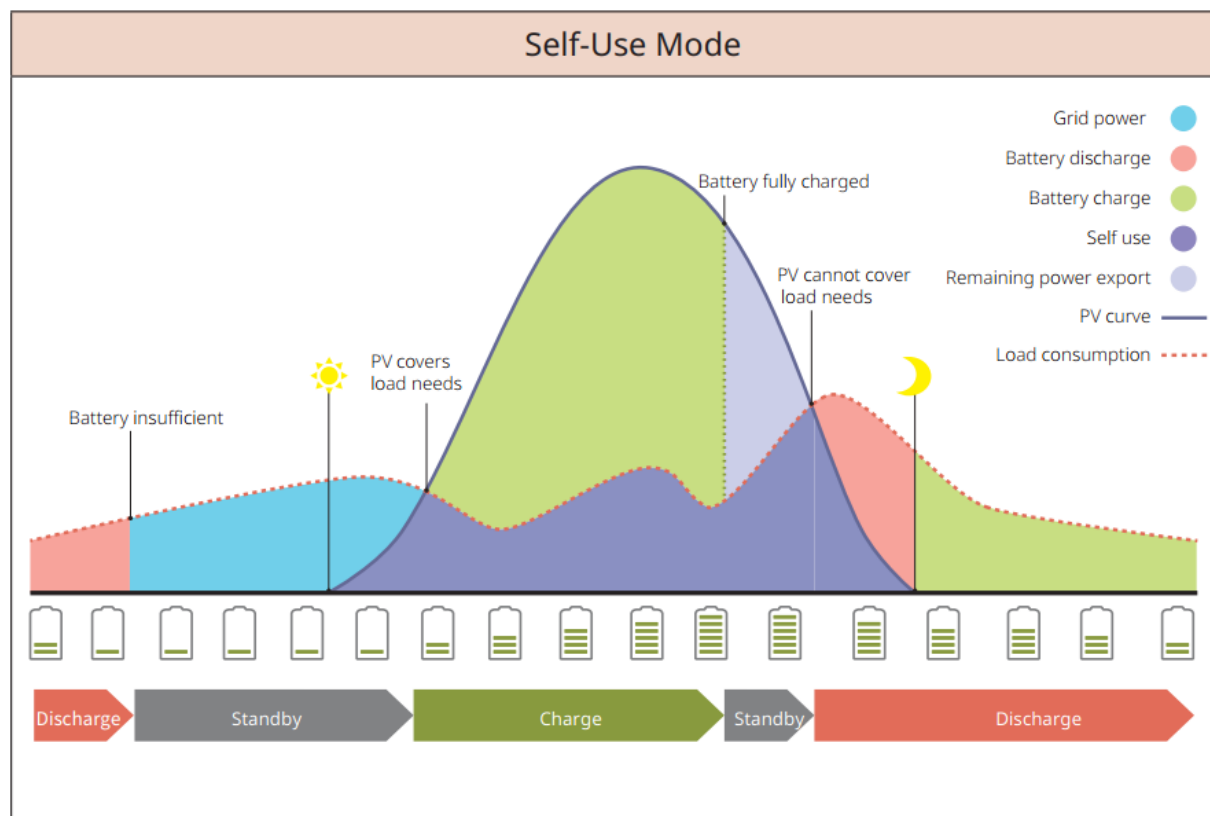 Self-Use Mode
Grid power
Battery discharge
Battery charge
Self use
Remaining power export
PV curve
Load consumption
Battery fully charged
PV cannot cover
load needs
PV covers
load needs
Battery insufficient
Discharge
Standby
Charge
Standby
Discharge